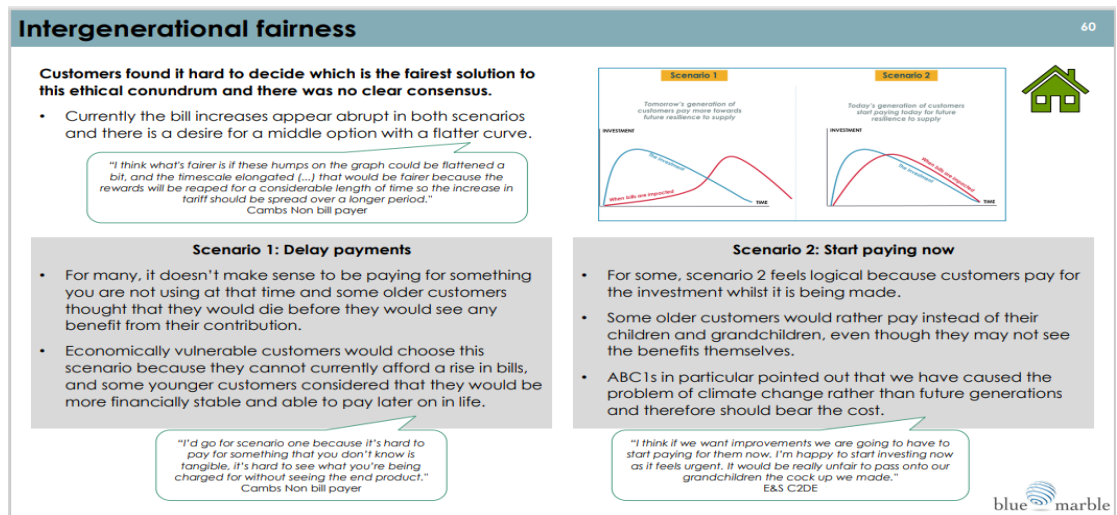 Intergenerational fairness
60
Customers found it hard to decide which is the fairest solution to
this ethical conundrum and there was no clear consensus.
• Currently the bill increases appear abrupt in both scenarios
and there is a desire for a middle option with a flatter curve.
"I think what's fairer is if these humps on the graph could be flattened a
bit, and the timescale elongated (...) that would be fairer because the
rewards will be reaped for a considerable length of time so the increase in
tariff should be spread over a longer period."
Cambs Non bill payer
Scenario 1
Tomorrow's generation of
customers pay more towards
future resilience to supply
INVESTMENT
The investment
When bills are impacted
TIME
Scenario 2
Today's generation of customers
start paying today for future
resilience to supply
INVESTMENT
When bills are impacted
The investment
TIME
Scenario 1: Delay payments
• For many, it doesn't make sense to be paying for something
you are not using at that time and some older customers
thought that they would die before they would see any
benefit from their contribution.
• Economically vulnerable customers would choose this
scenario because they cannot currently afford a rise in bills,
and some younger customers considered that they would be
more financially stable and able to pay later on in life.
"I'd go for scenario one because it's hard to
pay for something that you don't know is
tangible, it's hard to see what you're being
charged for without seeing the end product."
Cambs Non bill payer
Scenario 2: Start paying now
• For some, scenario 2 feels logical because customers pay for
the investment whilst it is being made.
• Some older customers would rather pay instead of their
children and grandchildren, even though they may not see
the benefits themselves.
• ABC1s in particular pointed out that we have caused the
problem of climate change rather than future generations
and therefore should bear the cost.
"I think if we want improvements we are going to have to
start paying for them now. I'm happy to start investing now
as it feels urgent. It would be really unfair to pass onto our
grandchildren the cock up we made."
E&S C2DE
blue marble